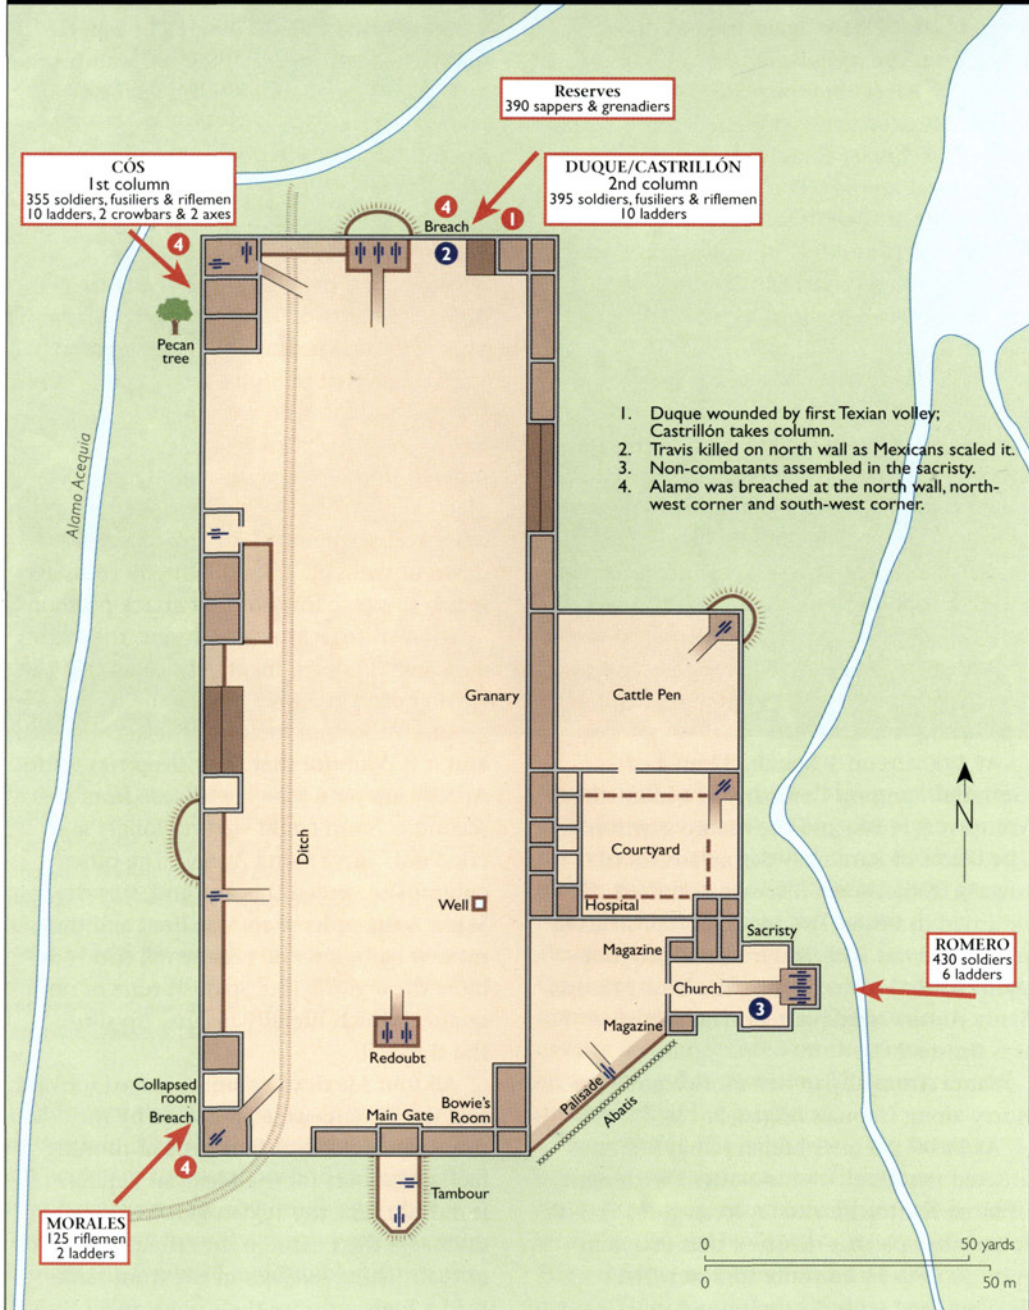 Reserves
390 sappers & grenadiers
CÓS
1st column
355 soldiers, fusiliers & riflemen
10 ladders, 2 crowbars & 2 axes
DUQUE/CASTRILLÓN
2nd column
395 soldiers, fusiliers & riflemen
10 ladders
4
4
Breach
1
2
Pecan
tree
Alamo Acequia
1. Duque wounded by first Texian volley;
Castrillón takes column.
2. Travis killed on north wall as Mexicans scaled it.
3. Non-combatants assembled in the sacristy.
4. Alamo was breached at the north wall, north-
west corner and south-west corner.
Granary
Cattle Pen
N
Ditch
Courtyard
Well
Hospital
Sacristy
Magazine
ROMERO
430 soldiers
6 ladders
Church
3
Magazine
Redoubt
Palisade
Abatis
Collapsed
room
Breach
Bowie's
Room
Main Gate
4
Tambour
MORALES
125 riflemen
2 ladders
0 50 yards
0 50 m